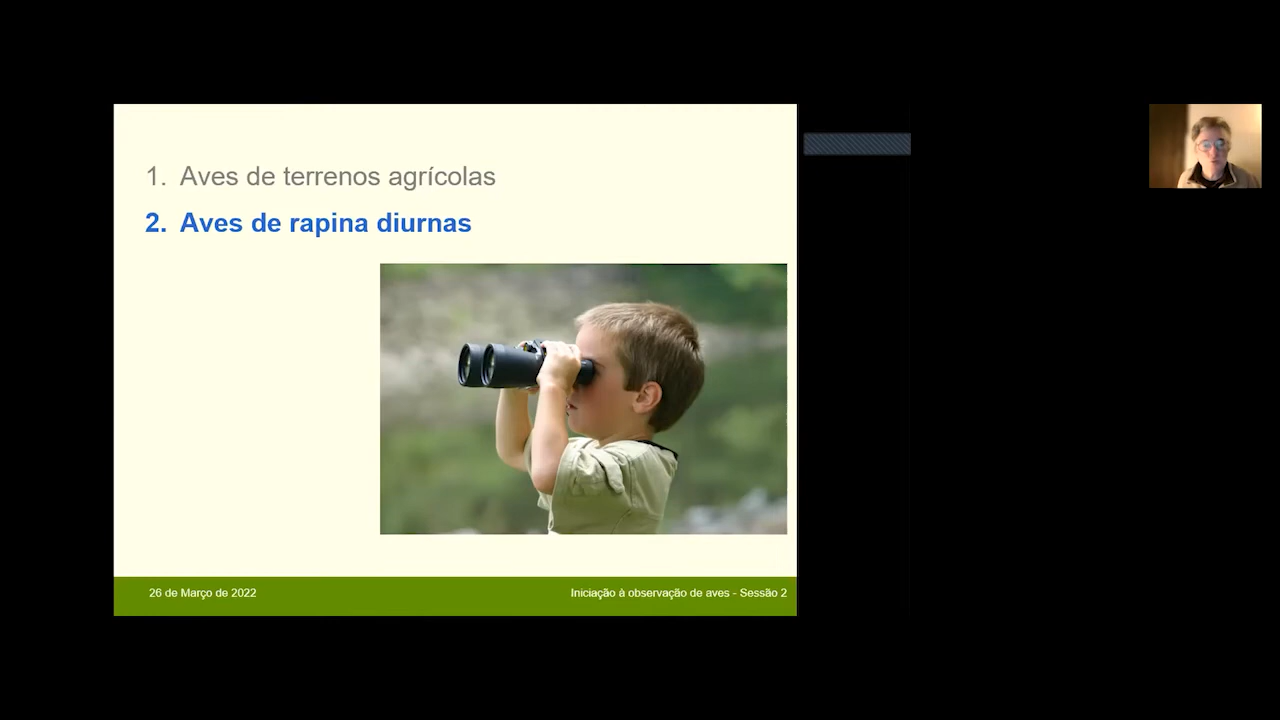 1. Aves de terrenos agrícolas
2. Aves de rapina diurnas
26 de Março de 2022
Iniciação à observação de aves - Sessão 2